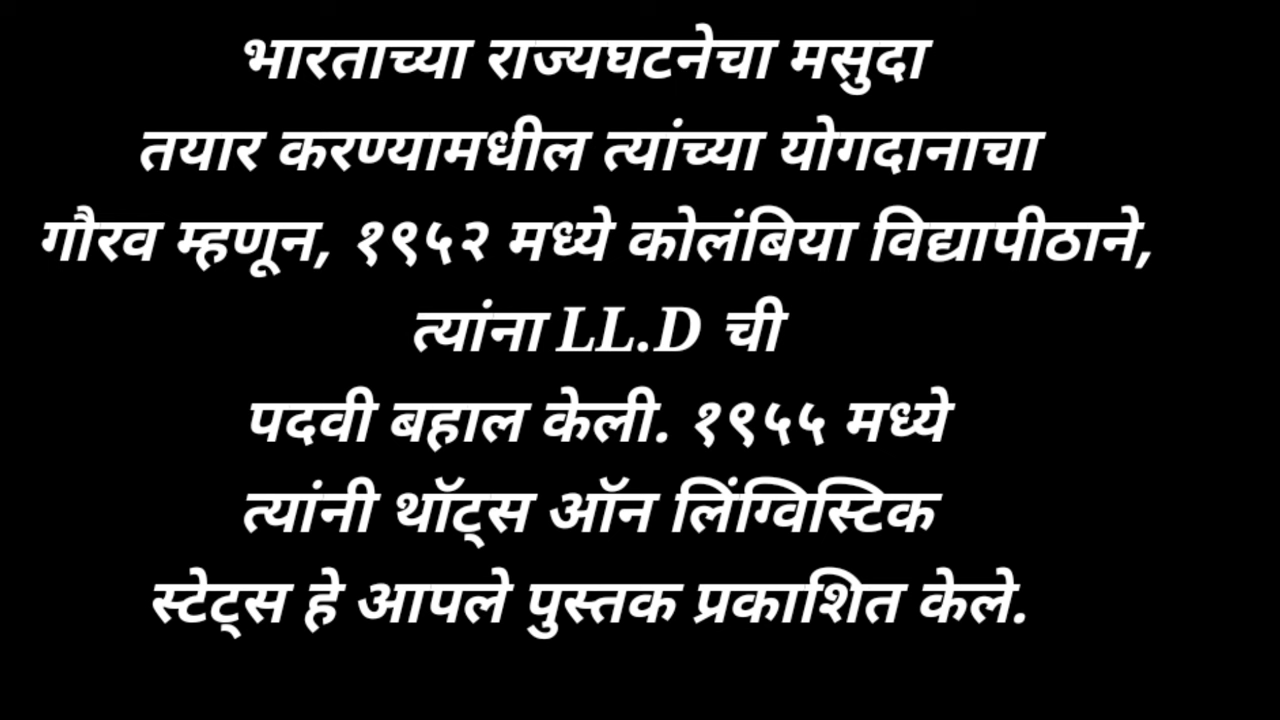 भारताच्या राज्यघटनेचा मसुदा
तयार करण्यामधील त्यांच्या योगदानाचा
गौरव म्हणून, १९५२ मध्ये कोलंबिया विद्यापीठाने,
त्यांना LL.D ची
पदवी बहाल केली. १९५५ मध्ये
त्यांनी थॉट्स ऑन लिंग्विस्टिक
स्टेट्स हे आपले पुस्तक प्रकाशित केले.